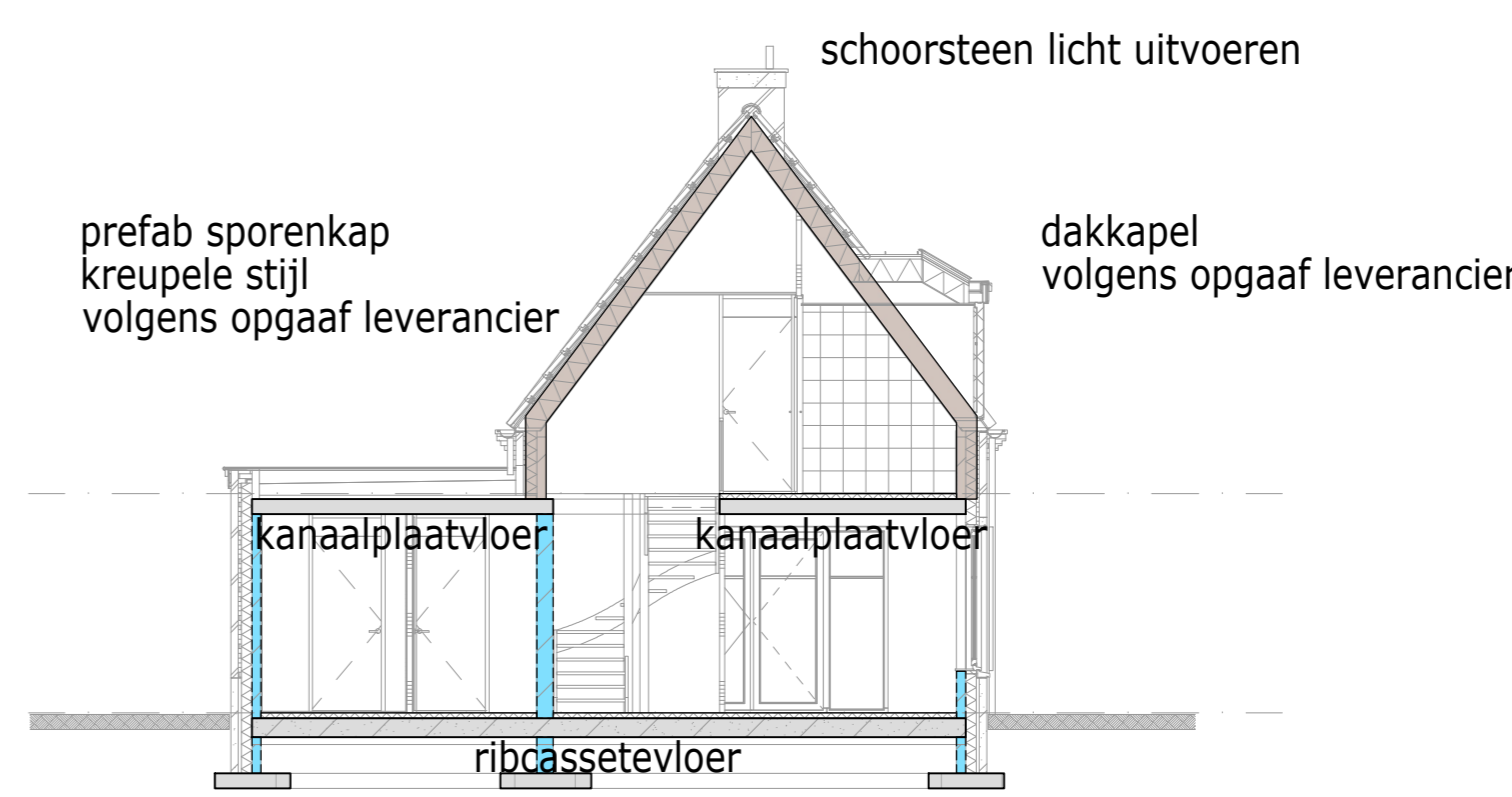 schoorsteen licht uitvoeren
prefab sporenkap
kreupele stijl
volgens opgaaf leverancier
dakkapel
volgens opgaaf leverancier
kanaalplaatvloer
kanaalplaatvloer
ribcassetevloer